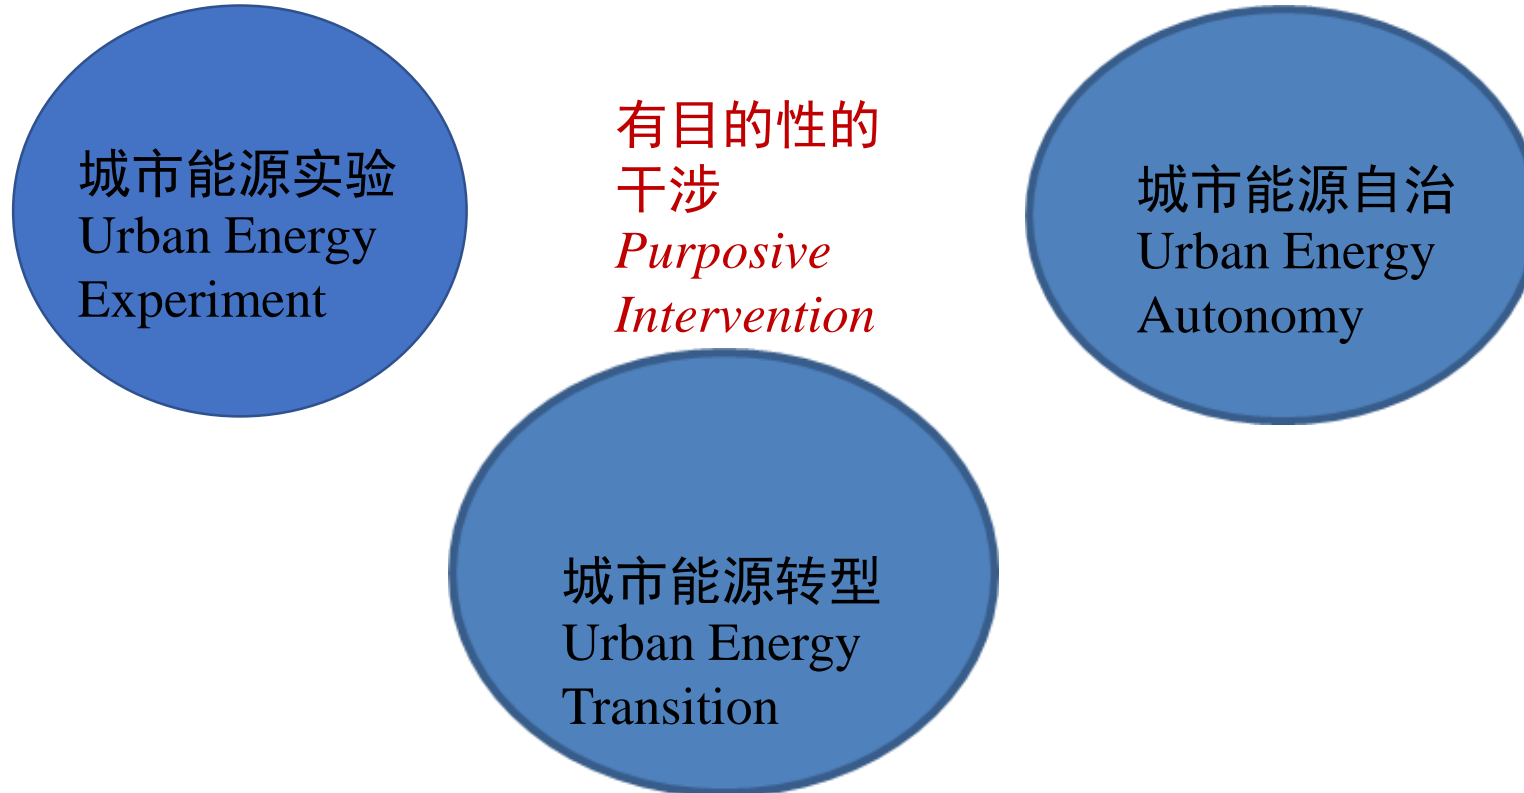 城市能源实验
Urban Energy
Experiment
有目的性的
干涉
Purposive
Intervention
城市能源自治
Urban Energy
Autonomy
城市能源转型
Urban Energy
Transition